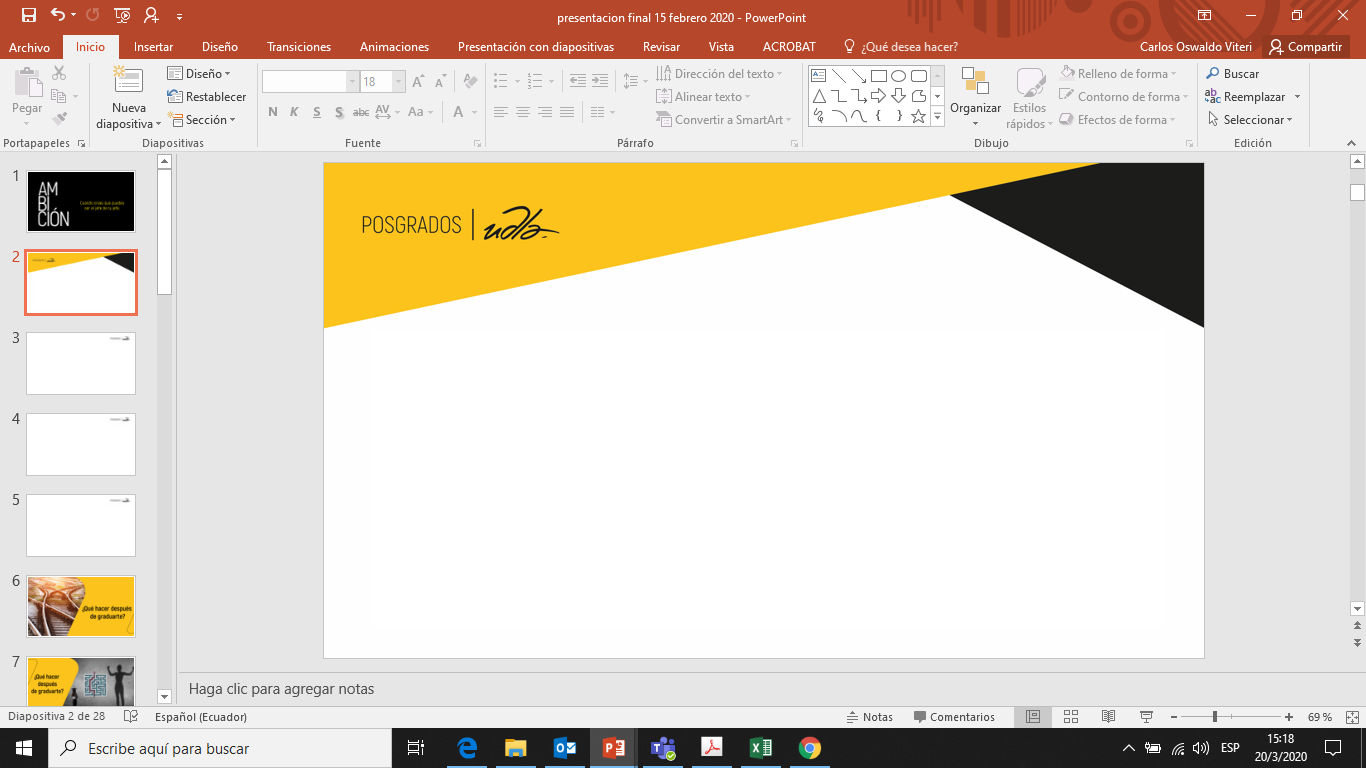 presentacion final 15 febrero 2020 - PowerPoint
Archivo Inicio Insertar Diseño Transiciones Animaciones Presentación con diapositivas Revisar Vista ACROBAT ¿Qué desea hacer? Carlos Oswaldo Viteri Compartir
Pegar
Nueva diapositiva
Diseño
Restablecer
Sección
18
N K S S abc AV Aa A
Dirección del texto
Alinear texto
Convertir a SmartArt
Organizar
Estilos rápidos
Relleno de forma
Contorno de forma
Efectos de forma
Buscar
Reemplazar
Seleccionar
Portapapeles Diapositivas Fuente Párrafo Dibujo Edición
1
AM
BI
CIÓN
2
3
4
5
6
¿Qué hacer después
de graduarte?
7
¿Qué hacer
después
de graduarte?
POSGRADOS | udla
Haga clic para agregar notas
Diapositiva 2 de 28 Español (Ecuador) Notas Comentarios 69 %
Escribe aquí para buscar
ESP
15:18
20/3/2020